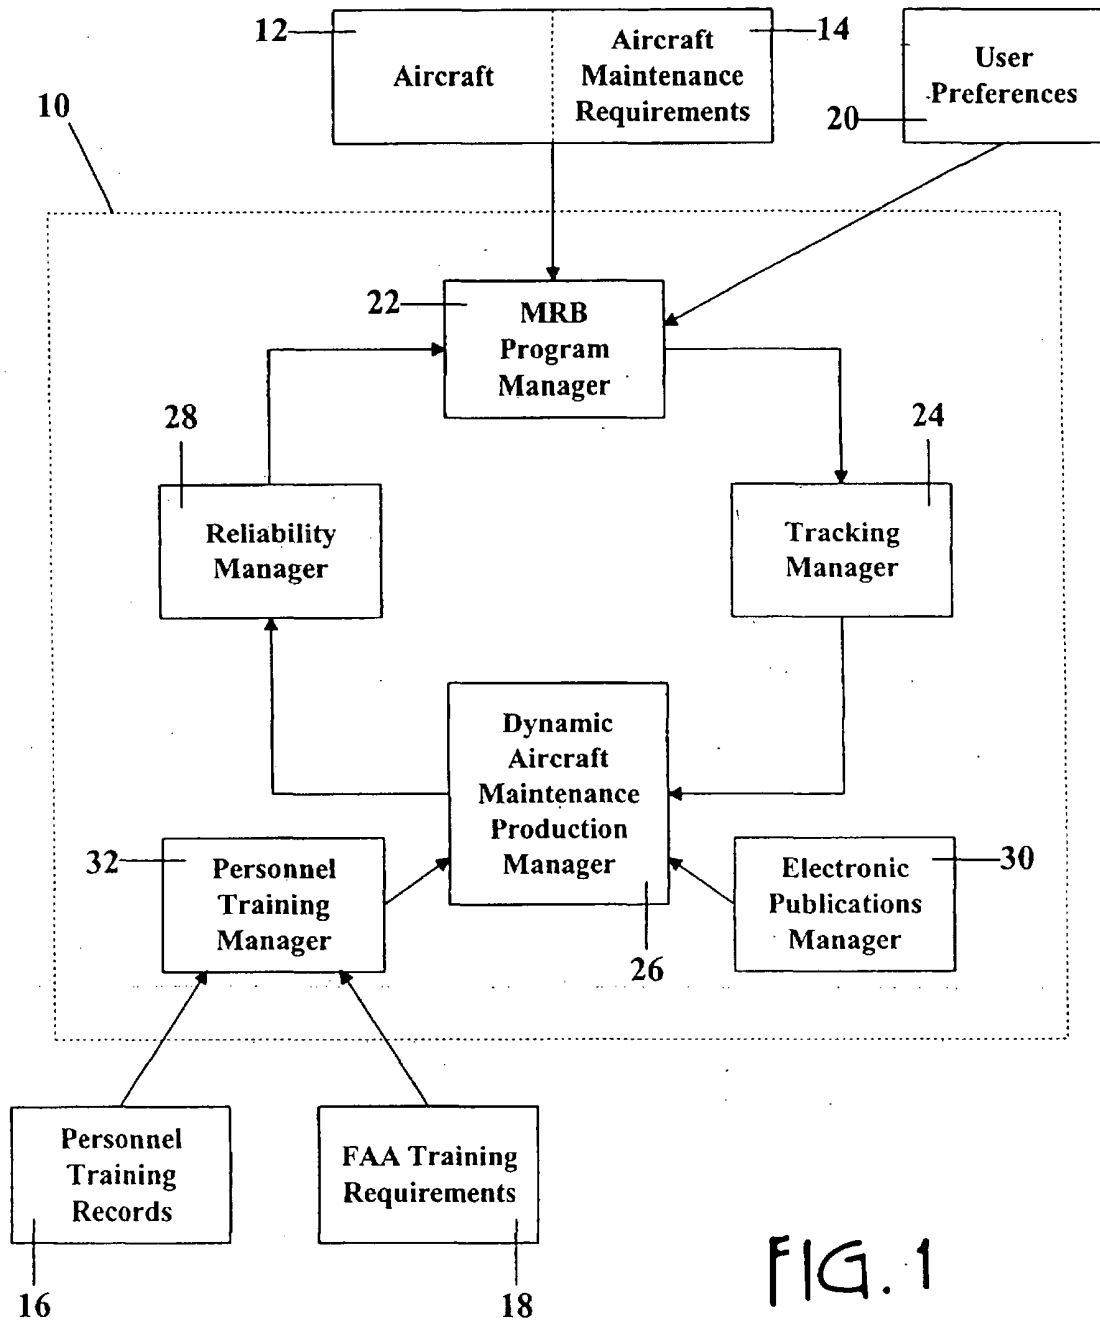 12
Aircraft
Aircraft
Maintenance
Requirements
14
User
Preferences
20
10
22
MRB
Program
Manager
28
Reliability
Manager
24
Tracking
Manager
Dynamic
Aircraft
Maintenance
Production
Manager
26
32
Personnel
Training
Manager
Electronic
Publications
Manager
30
Personnel
Training
Records
16
FAA Training
Requirements
18
FIG. 1